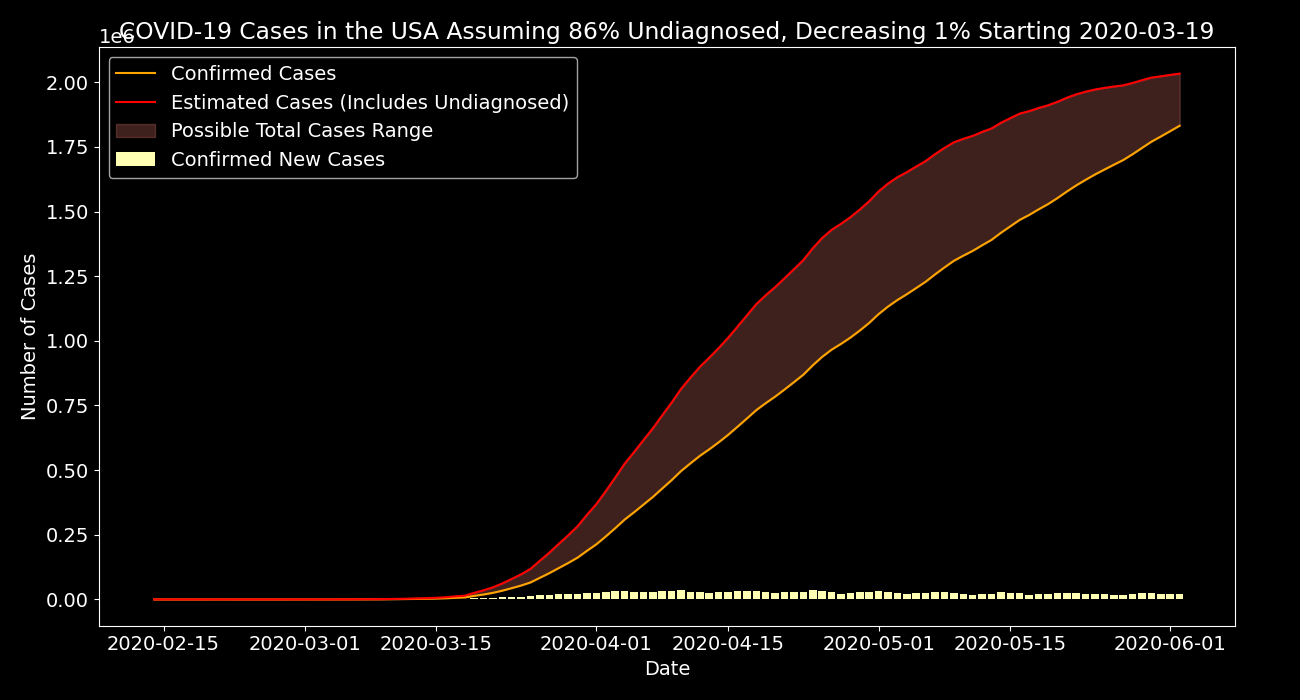 COVID-19 Cases in the USA Assuming 86% Undiagnosed, Decreasing 1% Starting 2020-03-19
1e6
Confirmed Cases
Estimated Cases (Includes Undiagnosed)
Possible Total Cases Range
Confirmed New Cases
2.00
1.75
1.50
1.25
1.00
0.75
0.50
0.25
0.00
Number of Cases
2020-02-15 2020-03-01 2020-03-15 2020-04-01 2020-04-15 2020-05-01 2020-05-15 2020-06-01
Date